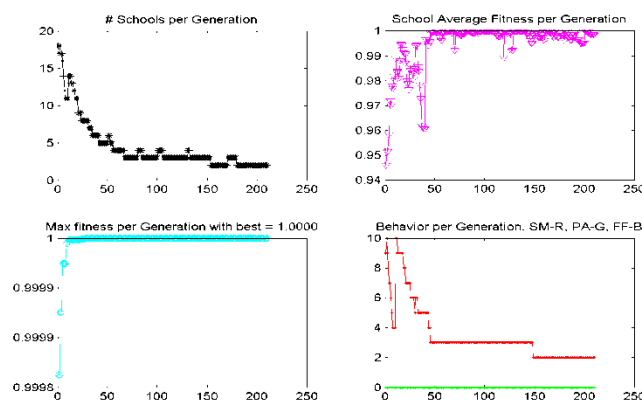 # Schools per Generation
20
15
10
5
0
0 50 100 150 200 250
School Average Fitness per Generation
1
0.99
0.98
0.97
0.96
0.95
0.94
0 50 100 150 200 250
Max fitness per Generation with best = 1.0000
1
0.9999
0.9999
0.9998
0 50 100 150 200 250
Behavior per Generation. SM-R, PA-G, FF-B
10
8
6
4
2
0
0 50 100 150 200 250